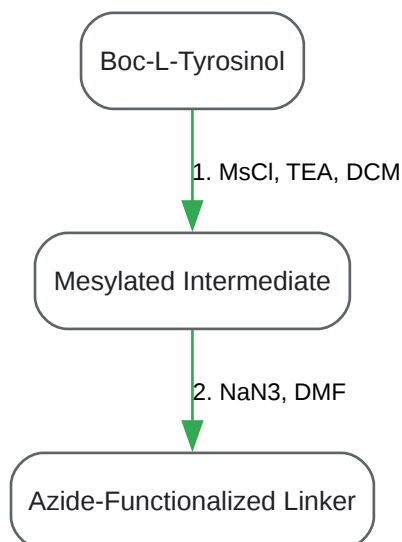 Boc-L-Tyrosinol
1. MsCl, TEA, DCM
Mesylated Intermediate
2. NaN3, DMF
Azide-Functionalized Linker